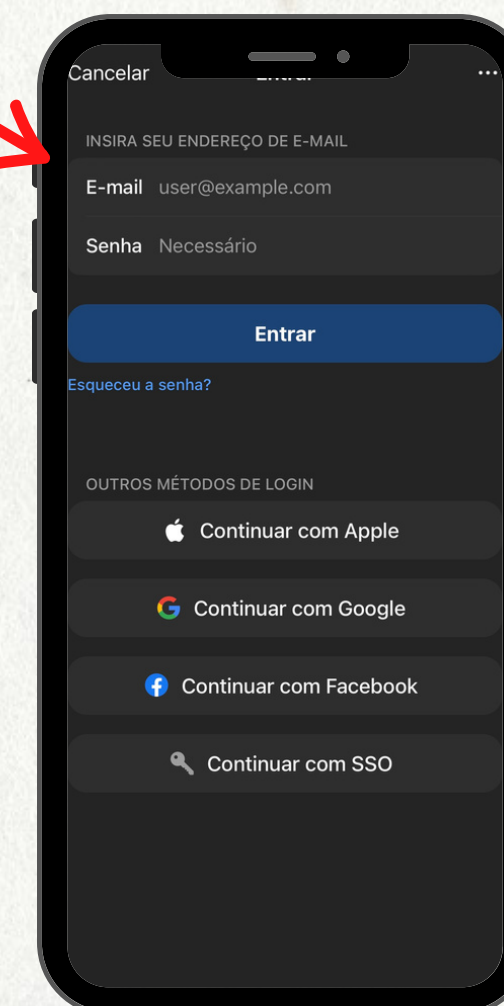 Cancelar
Entrar
...
INSIRA SEU ENDEREÇO DE E-MAIL
E-mail user@example.com
Senha Necessário
Entrar
Esqueceu a senha?
OUTROS MÉTODOS DE LOGIN
Continuar com Apple
Continuar com Google
Continuar com Facebook
Continuar com SSO